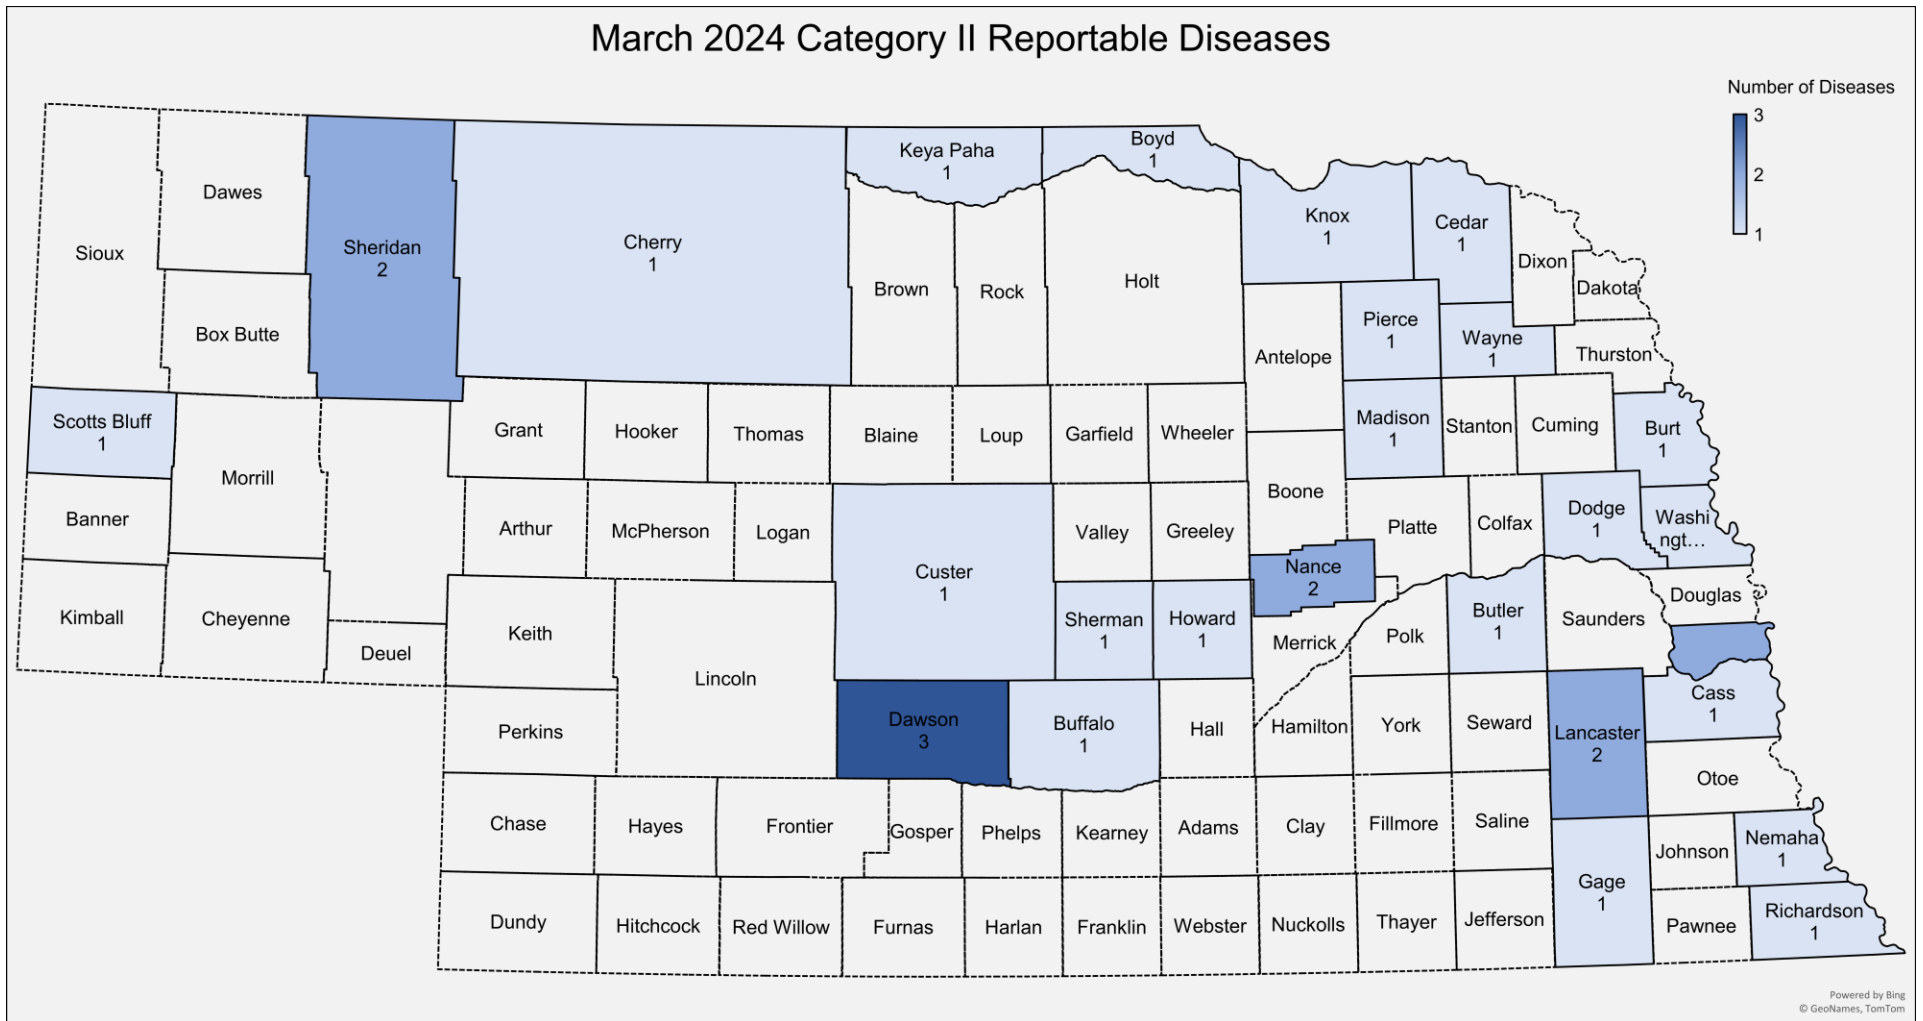 March 2024 Category II Reportable Diseases
Number of Diseases
3
2
1
Sioux
Dawes
Box Butte
Sheridan
2
Cherry
1
Keya Paha
1
Boyd
1
Brown
Rock
Holt
Knox
1
Cedar
1
Dixon
Dakota
Antelope
Pierce
1
Wayne
1
Thurston
Scotts Bluff
1
Morrill
Banner
Kimball
Cheyenne
Deuel
Grant
Hooker
Thomas
Blaine
Loup
Garfield
Wheeler
Madison
1
Stanton
Cuming
Burt
1
Boone
Arthur
McPherson
Logan
Custer
1
Valley
Greeley
Platte
Colfax
Dodge
1
Washi
ngt...
Nance
2
Keith
Lincoln
Sherman
1
Howard
1
Merrick
Polk
Butler
1
Saunders
Douglas
Perkins
Dawson
3
Buffalo
1
Hall
Hamilton
York
Seward
Lancaster
2
Cass
1
Otoe
Chase
Hayes
Frontier
Gosper
Phelps
Kearney
Adams
Clay
Fillmore
Saline
Gage
1
Johnson
Nemaha
1
Dundy
Hitchcock
Red Willow
Furnas
Harlan
Franklin
Webster
Nuckolls
Thayer
Jefferson
Pawnee
Richardson
1
Powered by Bing
© GeoNames, TomTom